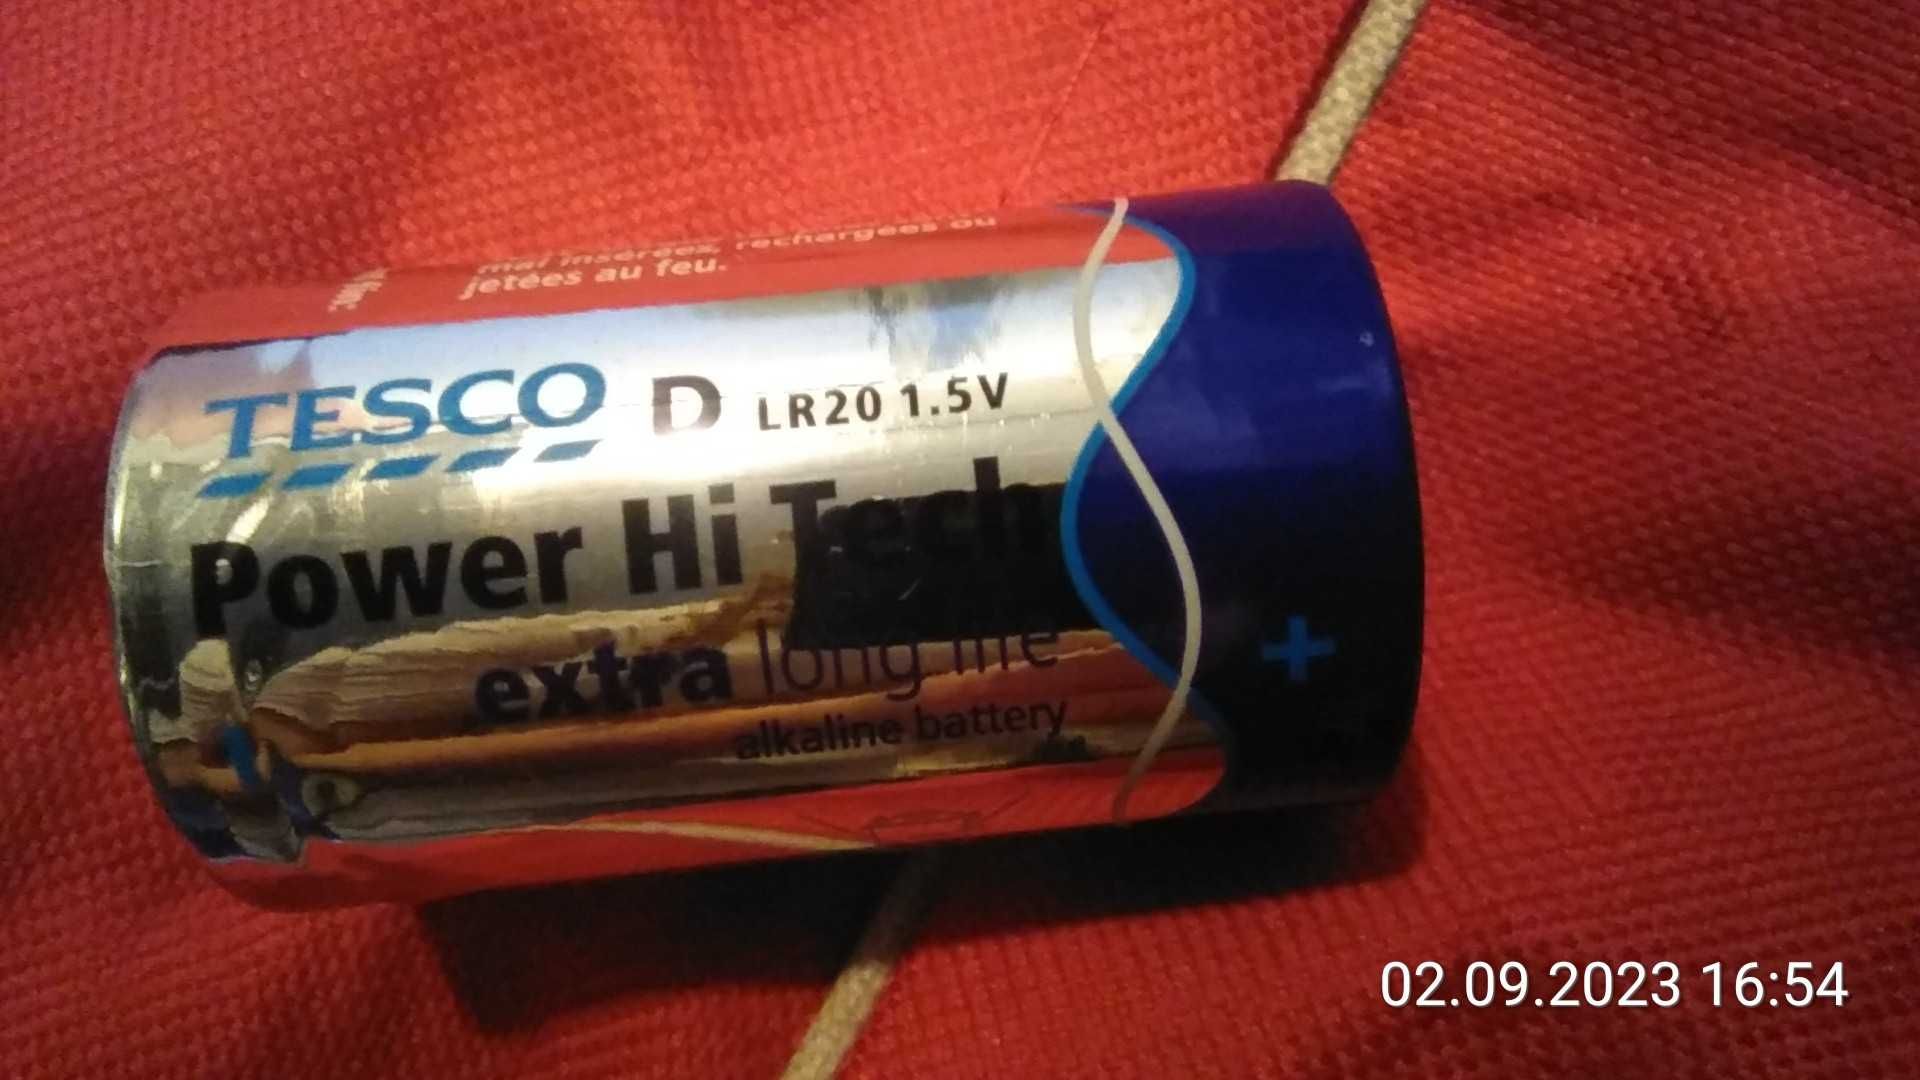 mal insérées, rechargées ou
jetées au feu.
TESCO D LR20 1.5V
Power Hi Tech
extra long life
alkaline battery
+
02.09.2023 16:54